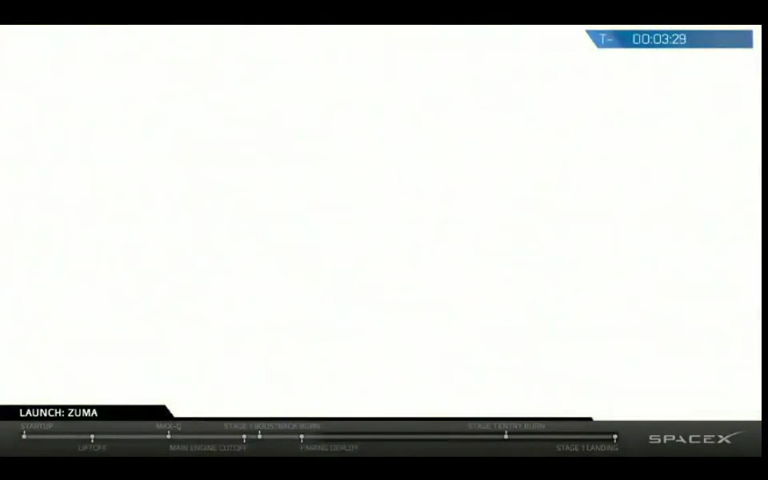 T- 00:03:29
LAUNCH: ZUMA
STARTUP MAX-Q STAGE 1 BOOSTBACK BURN STAGE 1 ENTRY BURN
LIFTOFF MAIN ENGINE CUTOFF FAIRING DEPLOY STAGE 1 LANDING
SPACEX